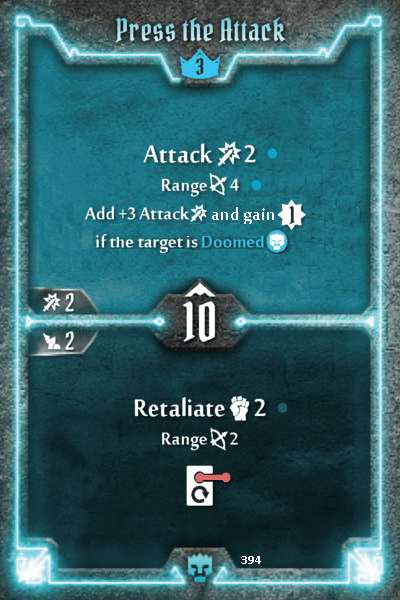 Press the Attack
3
Attack 2
Range 4
Add +3 Attack and gain 1
if the target is Doomed
2
10
2
Retaliate 2
Range 2
394